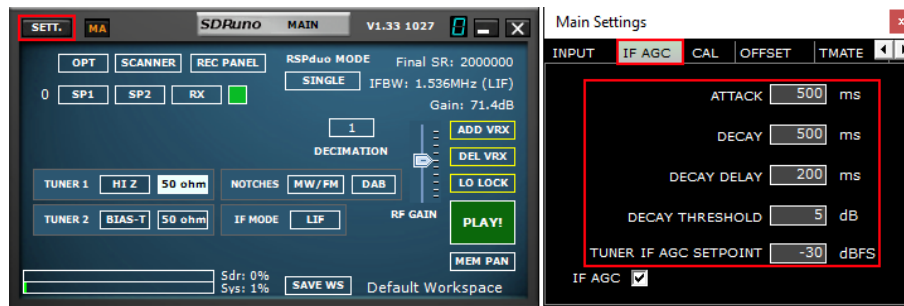 SETT. MA SDRuno MAIN V1.33 1027 0
OPT SCANNER REC PANEL RSPduo MODE Final SR: 2000000
SINGLE IFBW: 1.536MHz (LIF)
0 SP1 SP2 RX Gain: 71.4dB
1 ADD VRX
DECIMATION DEL VRX
TUNER 1 HI Z 50 ohm NOTCHES MW/FM DAB LO LOCK
TUNER 2 BIAS-T 50 ohm IF MODE LIF RF GAIN PLAY!
MEM PAN
Sdr: 0%
Sys: 1% SAVE WS Default Workspace
Main Settings x
INPUT IF AGC CAL OFFSET TMATE
ATTACK 500 ms
DECAY 500 ms
DECAY DELAY 200 ms
DECAY THRESHOLD 5 dB
TUNER IF AGC SETPOINT -30 dBFS
IF AGC